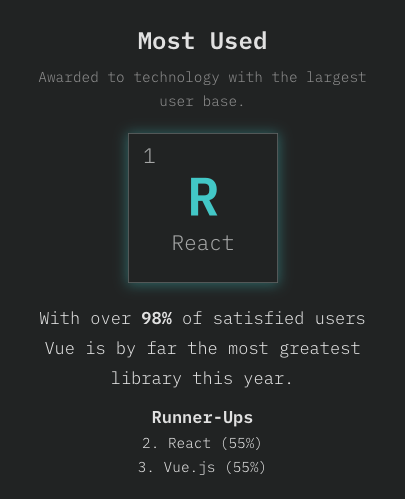 Most Used
Awarded to technology with the largest
user base.
1
R
React
With over 98% of satisfied users
Vue is by far the most greatest
library this year.
Runner-Ups
2. React (55%)
3. Vue.js (55%)